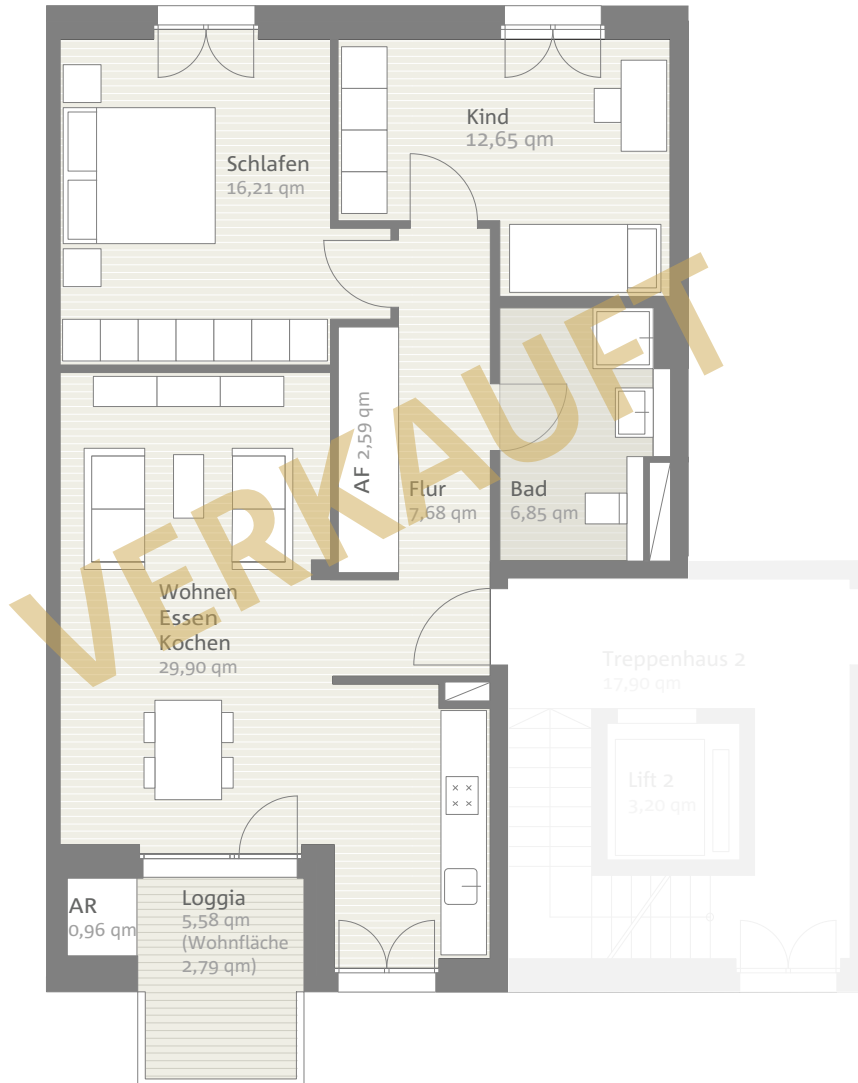 Kind
12,65 qm
Schlafen
16,21 qm
AF 2,59 qm
Flur
7,68 qm
Bad
6,85 qm
VERKAUFT
Wohnen
Essen
Kochen
29,90 qm
Treppenhaus 2
17,90 qm
Lift 2
3,20 qm
AR
0,96 qm
Loggia
5,58 qm
(Wohnfläche
2,79 qm)